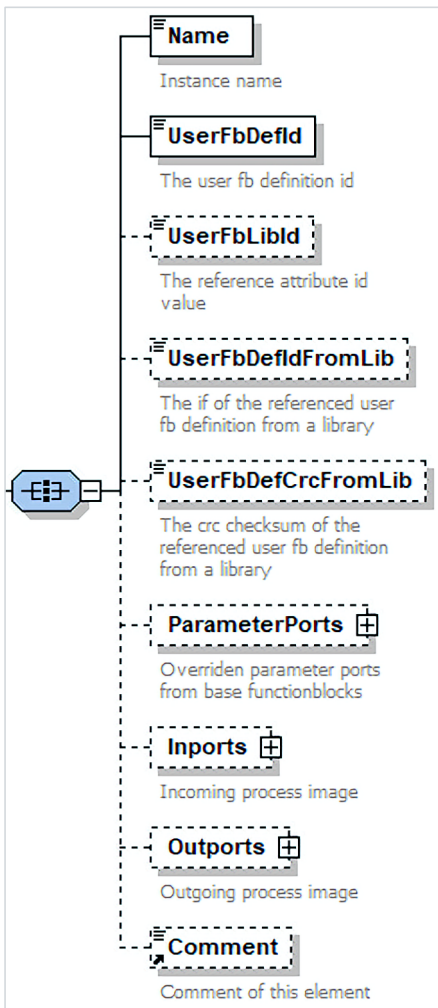 Name
Instance name
UserFbDefId
The user fb definition id
UserFbLibId
The reference attribute id
value
UserFbDefIdFromLib
The if of the referenced user
fb definition from a library
UserFbDefCrcFromLib
The crc checksum of the
referenced user fb definition
from a library
ParameterPorts
Overriden parameter ports
from base functionblocks
Inports
Incoming process image
Outports
Outgoing process image
Comment
Comment of this element